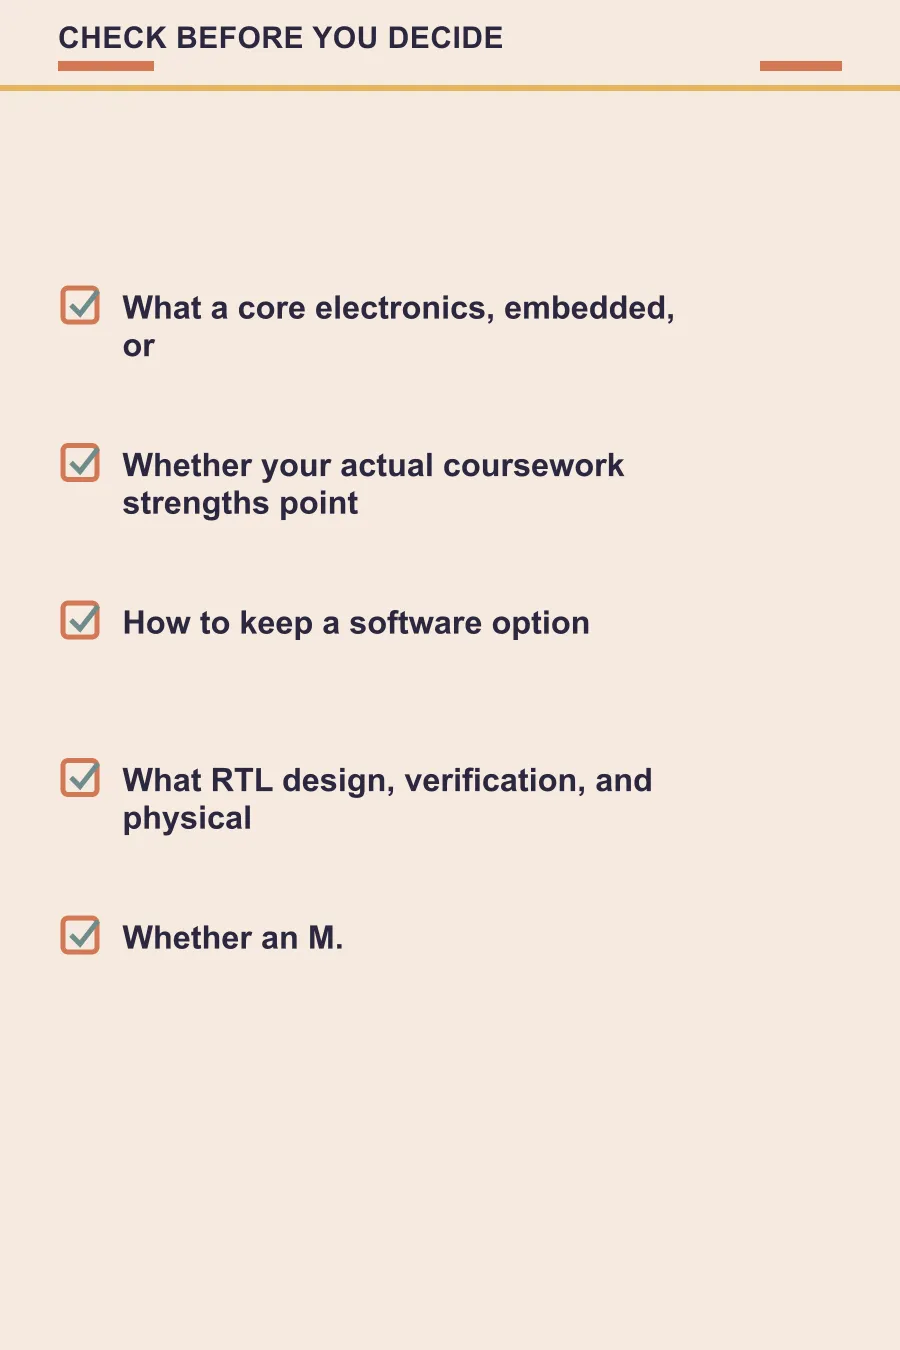 CHECK BEFORE YOU DECIDE
What a core electronics, embedded,
or
Whether your actual coursework
strengths point
How to keep a software option
What RTL design, verification, and
physical
Whether an M.